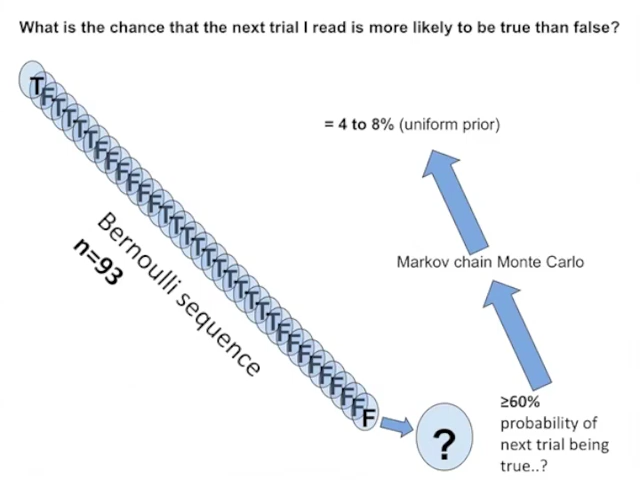 What is the chance that the next trial I read is more likely to be true than false?
= 4 to 8% (uniform prior)
Bernoulli sequence
n=93
Markov chain Monte Carlo
≥60%
probability of
next trial being
true..?
?